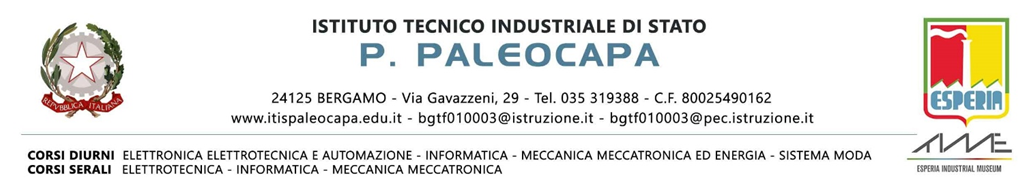 ISTITUTO TECNICO INDUSTRIALE DI STATO
P. PALEOCAPA
24125 BERGAMO - Via Gavazzeni, 29 - Tel. 035 319388 - C.F. 80025490162
www.itispaleocapa.edu.it - bgtf010003@istruzione.it - bgtf010003@pec.istruzione.it
REPVBBLICA ITALIANA
ESPERIA
TIME
ESPERIA INDUSTRIAL MUSEUM
CORSI DIURNI ELETTRONICA ELETTROTECNICA E AUTOMAZIONE - INFORMATICA - MECCANICA MECCATRONICA ED ENERGIA - SISTEMA MODA
CORSI SERALI ELETTROTECNICA - INFORMATICA - MECCANICA MECCATRONICA